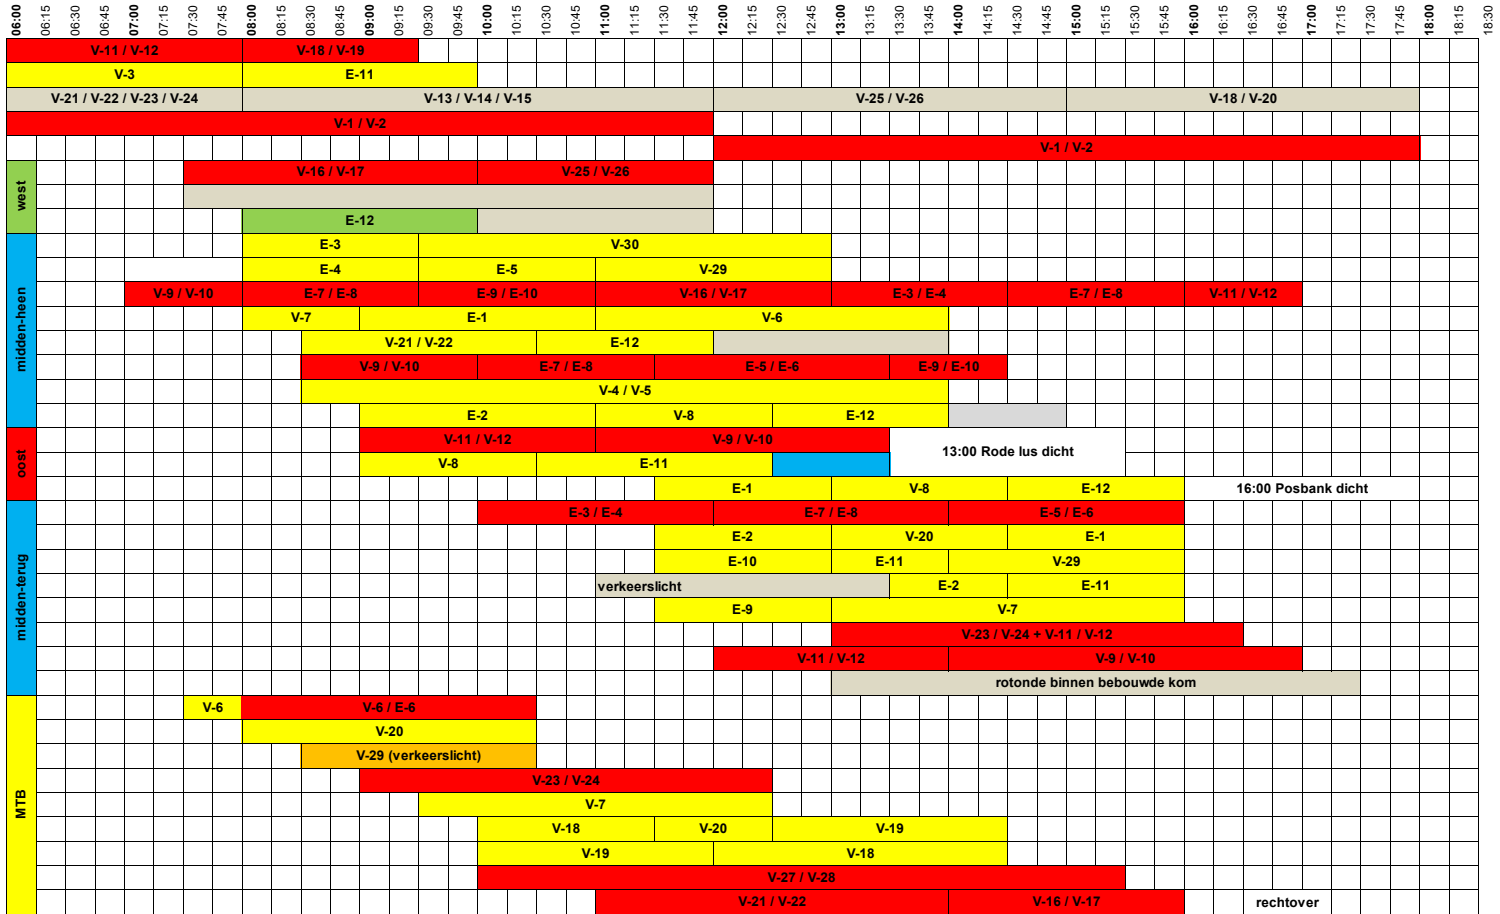 06:00 06:15 06:30 06:45 07:00 07:15 07:30 07:45 08:00 08:15 08:30 08:45 09:00 09:15 09:30 09:45 10:00 10:15 10:30 10:45 11:00 11:15 11:30 11:45 12:00 12:15 12:30 12:45 13:00 13:15 13:30 13:45 14:00 14:15 14:30 14:45 15:00 15:15 15:30 15:45 16:00 16:15 16:30 16:45 17:00 17:15 17:30 17:45 18:00 18:15 18:30
V-11 / V-12 V-18 / V-19
V-3 E-11
V-21 / V-22 / V-23 / V-24 V-13 / V-14 / V-15 V-25 / V-26 V-18 / V-20
V-1 / V-2
V-1 / V-2
west
V-16 / V-17 V-25 / V-26
E-12
midden-heen
E-3 V-30
E-4 E-5 V-29
V-9 / V-10 E-7 / E-8 E-9 / E-10 V-16 / V-17 E-3 / E-4 E-7 / E-8 V-11 / V-12
V-7 E-1 V-6
V-21 / V-22 E-12
V-9 / V-10 E-7 / E-8 E-5 / E-6 E-9 / E-10
V-4 / V-5
E-2 V-8 E-12
oost
V-11 / V-12 V-9 / V-10
13:00 Rode lus dicht
V-8 E-11
E-1 V-8 E-12 16:00 Posbank dicht
midden-terug
E-3 / E-4 E-7 / E-8 E-5 / E-6
E-2 V-20 E-1
E-10 E-11 V-29
verkeerslicht E-2 E-11
E-9 V-7
V-23 / V-24 + V-11 / V-12
V-11 / V-12 V-9 / V-10
rotonde binnen bebouwde kom
MTB
V-6 V-6 / E-6
V-20
V-29 (verkeerslicht)
V-23 / V-24
V-7
V-18 V-20 V-19
V-19 V-18
V-27 / V-28
V-21 / V-22 V-16 / V-17 rechtover